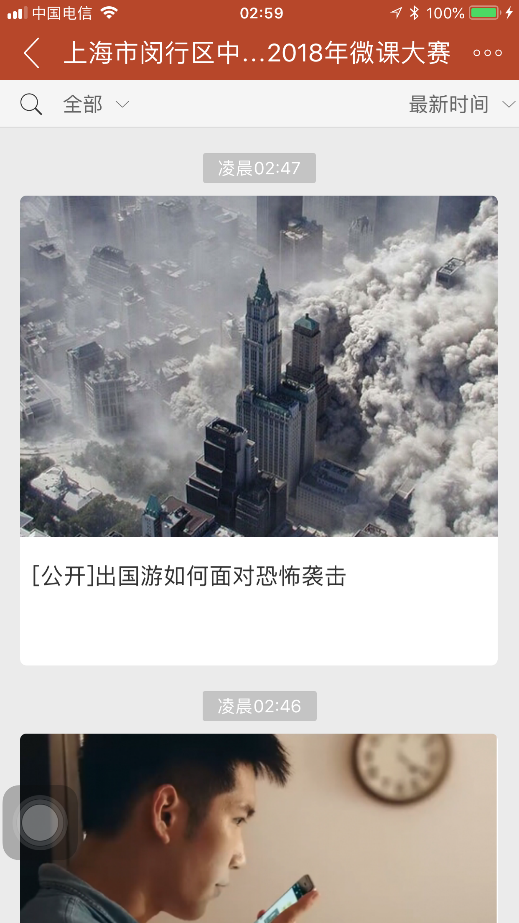 中国电信 02:59 100%
上海市闵行区中...2018年微课大赛
全部 最新时间
凌晨02:47
[公开]出国游如何面对恐怖袭击
凌晨02:46